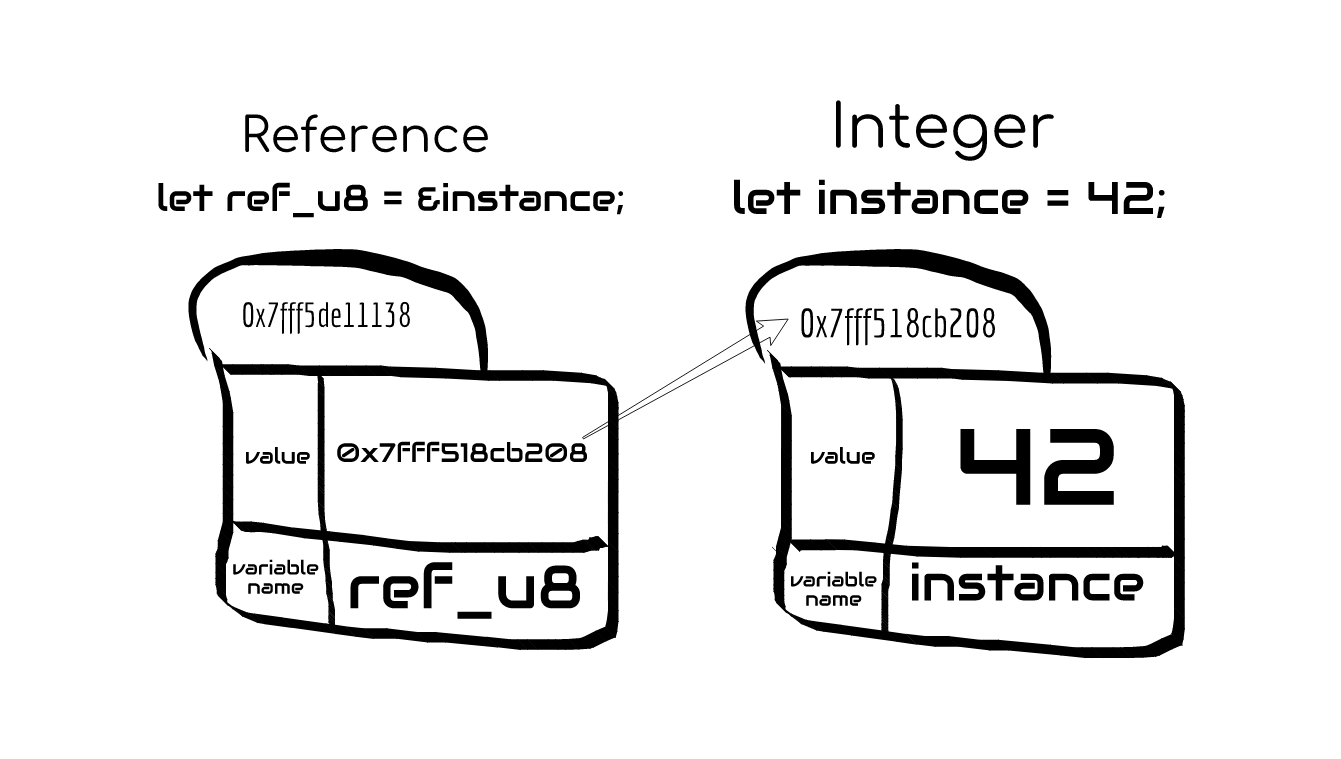 Reference
let ref_u8 = &instance;
0x7fff5de11138
value
0x7fff518cb208
variable
name
ref_u8
Integer
let instance = 42;
0x7fff518cb208
value
42
variable
name
instance